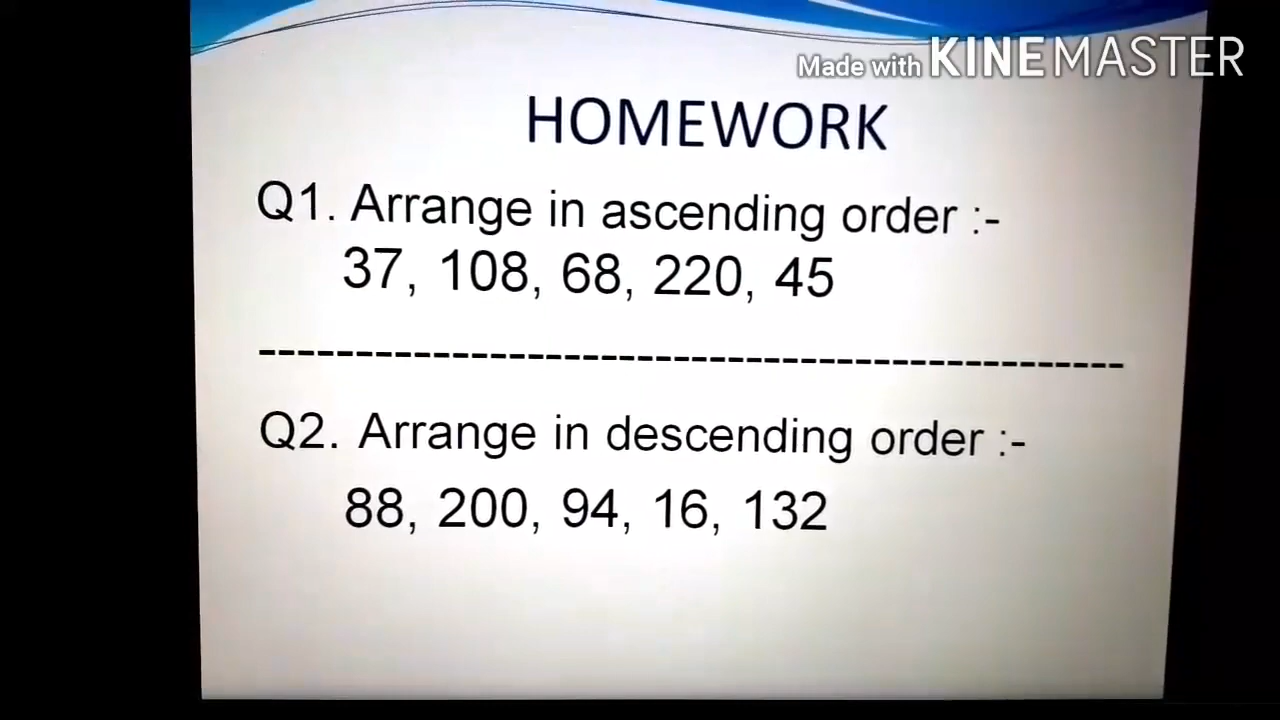 Made with KINEMASTER
HOMEWORK
Q1. Arrange in ascending order :-
37, 108, 68, 220, 45
---------------------------------------------
Q2. Arrange in descending order :-
88, 200, 94, 16, 132